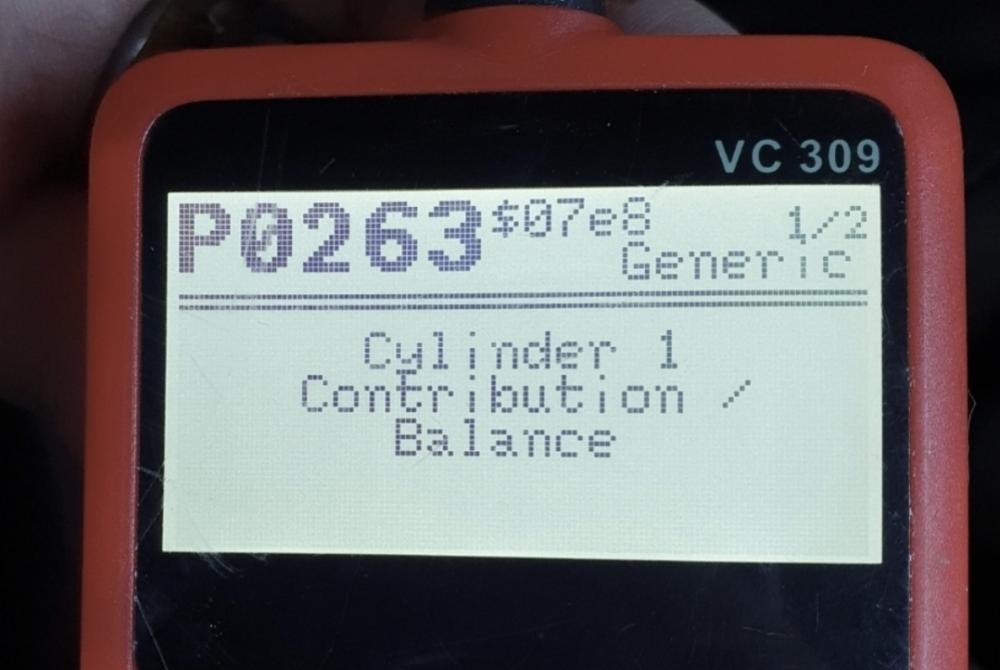 VC 309
P0263 $07e8 1/2
Generic
Cylinder 1
Contribution /
Balance